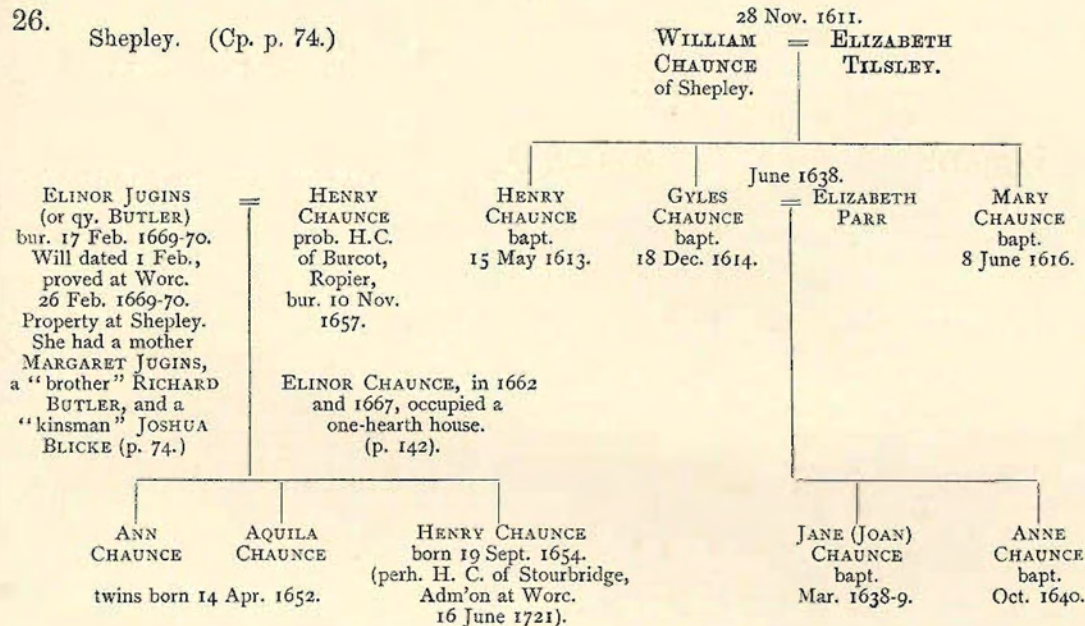 26.
Shepley. (Cp. p. 74.)
28 Nov. 1611.
WILLIAM = ELIZABETH
CHAUNCE TILSLEY.
of Shepley.
ELINOR JUGINS
(or qy. BUTLER)
bur. 17 Feb. 1669-70.
Will dated 1 Feb.,
proved at Worc.
26 Feb. 1669-70.
Property at Shepley.
She had a mother
MARGARET JUGINS,
a "brother" RICHARD
BUTLER, and a
"kinsman" JOSHUA
BLICKE (p. 74.)
=
HENRY
CHAUNCE
prob. H.C.
of Burcot,
Ropier,
bur. 10 Nov.
1657.
HENRY
CHAUNCE
bapt.
15 May 1613.
June 1638.
GYLES = ELIZABETH
CHAUNCE PARR
bapt.
18 Dec. 1614.
MARY
CHAUNCE
bapt.
8 June 1616.
ELINOR CHAUNCE, in 1662
and 1667, occupied a
one-hearth house.
(p. 142).
ANN
CHAUNCE
AQUILA
CHAUNCE
twins born 14 Apr. 1652.
HENRY CHAUNCE
born 19 Sept. 1654.
(perh. H. C. of Stourbridge,
Adm'on at Worc.
16 June 1721).
JANE (JOAN)
CHAUNCE
bapt.
Mar. 1638-9.
ANNE
CHAUNCE
bapt.
Oct. 1640.